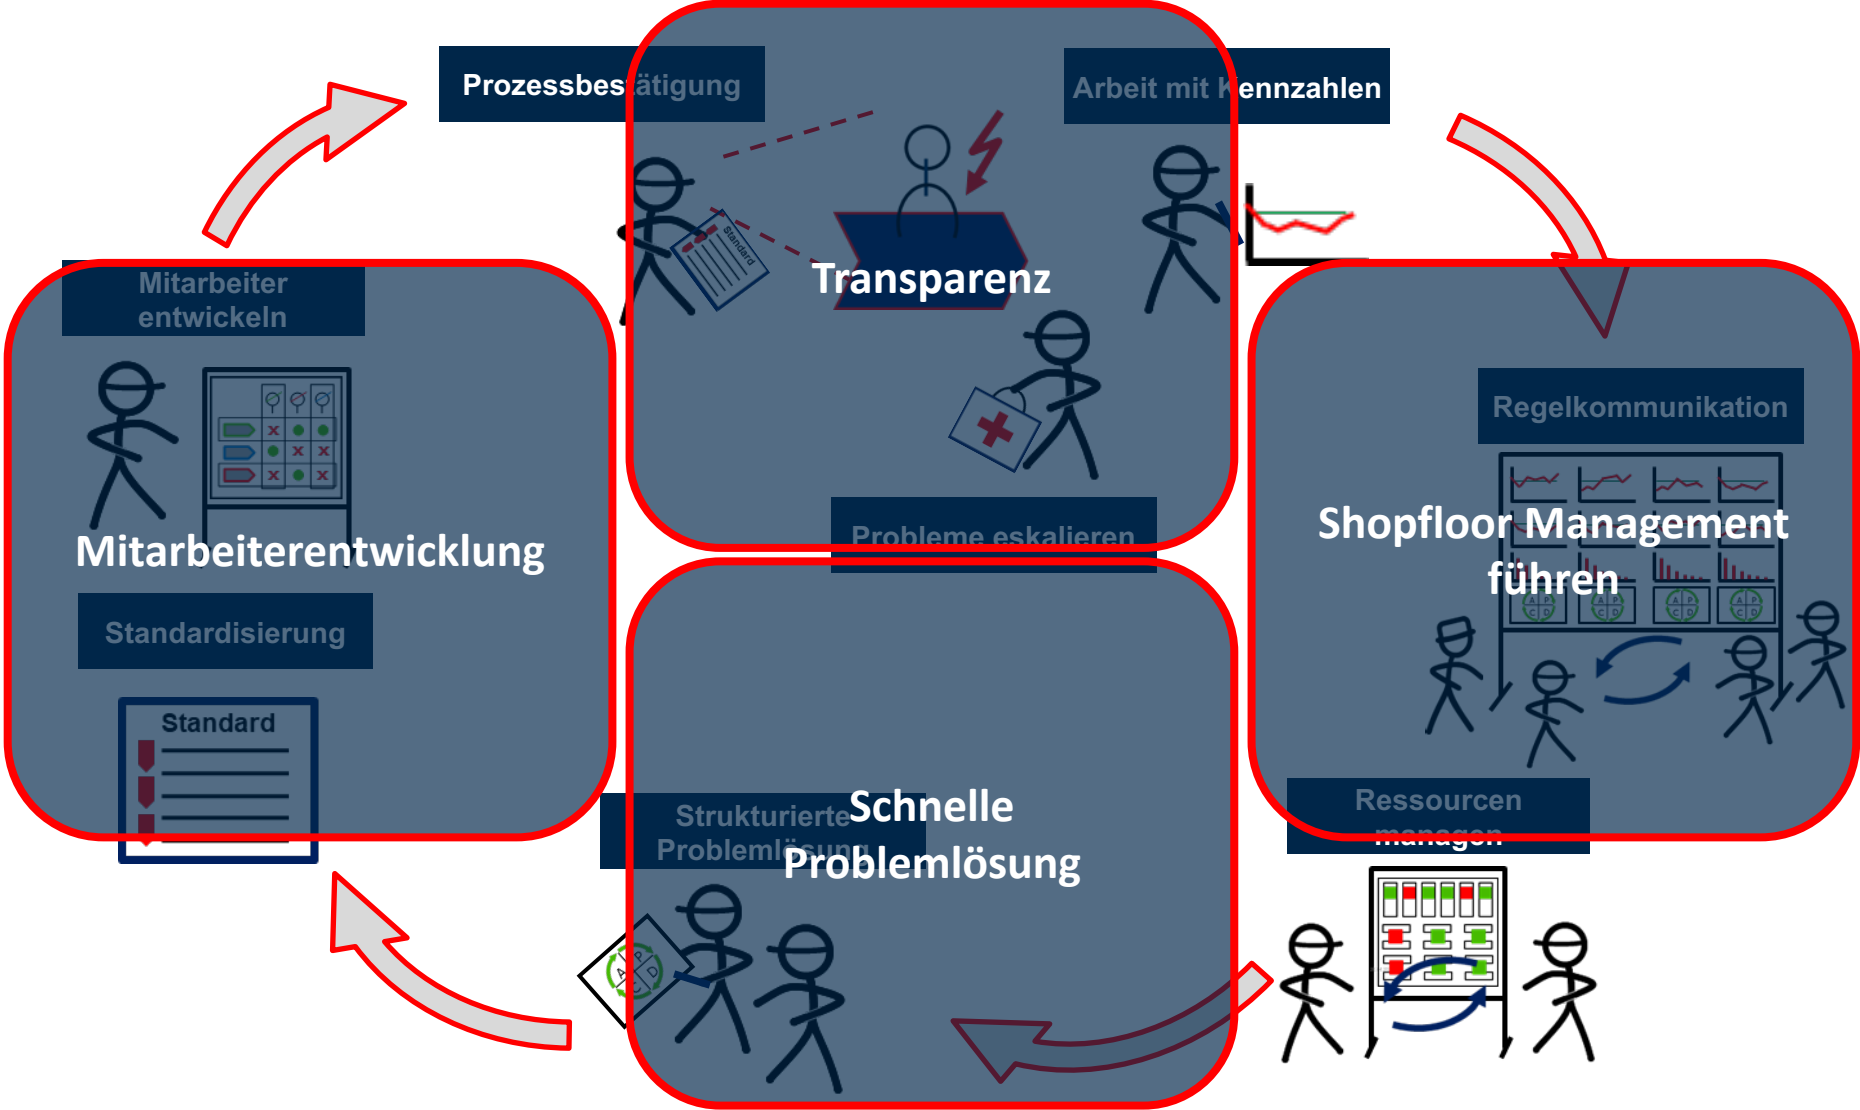 Prozessbestätigung
Arbeit mit Kennzahlen
Standard
Transparenz
Mitarbeiter
entwickeln
x
x x
x x
Mitarbeiterentwicklung
Probleme eskalieren
Regelkommunikation
Shopfloor Management
führen
A P A P A P A P
C D C D C D C D
Standardisierung
Standard
Ressourcen
managen
Strukturierte
Problemlösung
Schnelle
Problemlösung
A P
C D